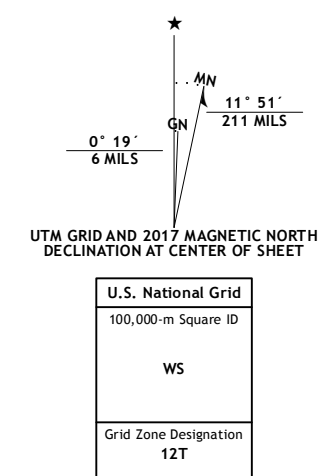 ★
MN
11° 51´
211 MILS
GN
0° 19´
6 MILS
UTM GRID AND 2017 MAGNETIC NORTH
DECLINATION AT CENTER OF SHEET
U.S. National Grid
100,000-m Square ID
WS
Grid Zone Designation
12T